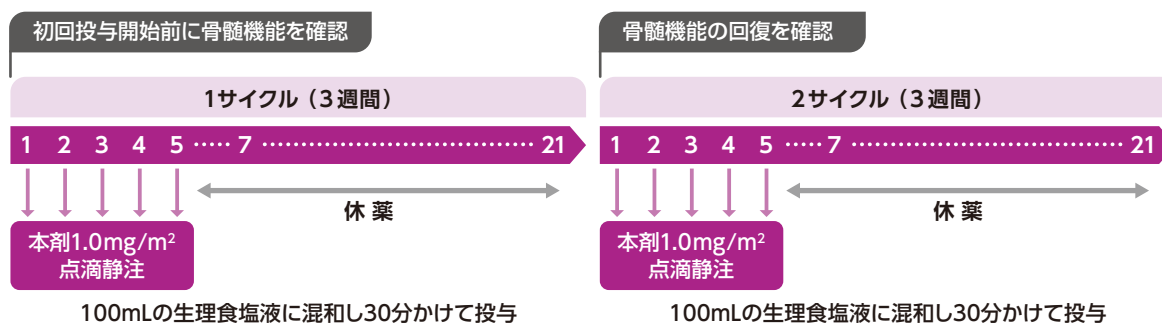 初回投与開始前に骨髄機能を確認
1サイクル（3週間）
1 2 3 4 5 ····· 7 ···································· 21
休薬
本剤1.0mg/m²
点滴静注
100mLの生理食塩液に混和し30分かけて投与
骨髄機能の回復を確認
2サイクル（3週間）
1 2 3 4 5 ····· 7 ···································· 21
休薬
本剤1.0mg/m²
点滴静注
100mLの生理食塩液に混和し30分かけて投与